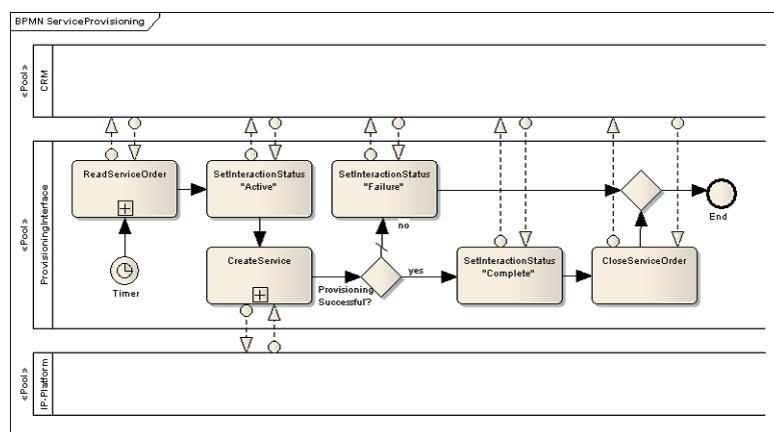 BPMN ServiceProvisioning
«Pool»
CRM
«Pool»
ProvisioningInterface
ReadServiceOrder
SetInteractionStatus
"Active"
SetInteractionStatus
"Failure"
no
End
Timer
CreateService
Provisioning
Successful?
yes
SetInteractionStatus
"Complete"
CloseServiceOrder
«Pool»
IP-Platform